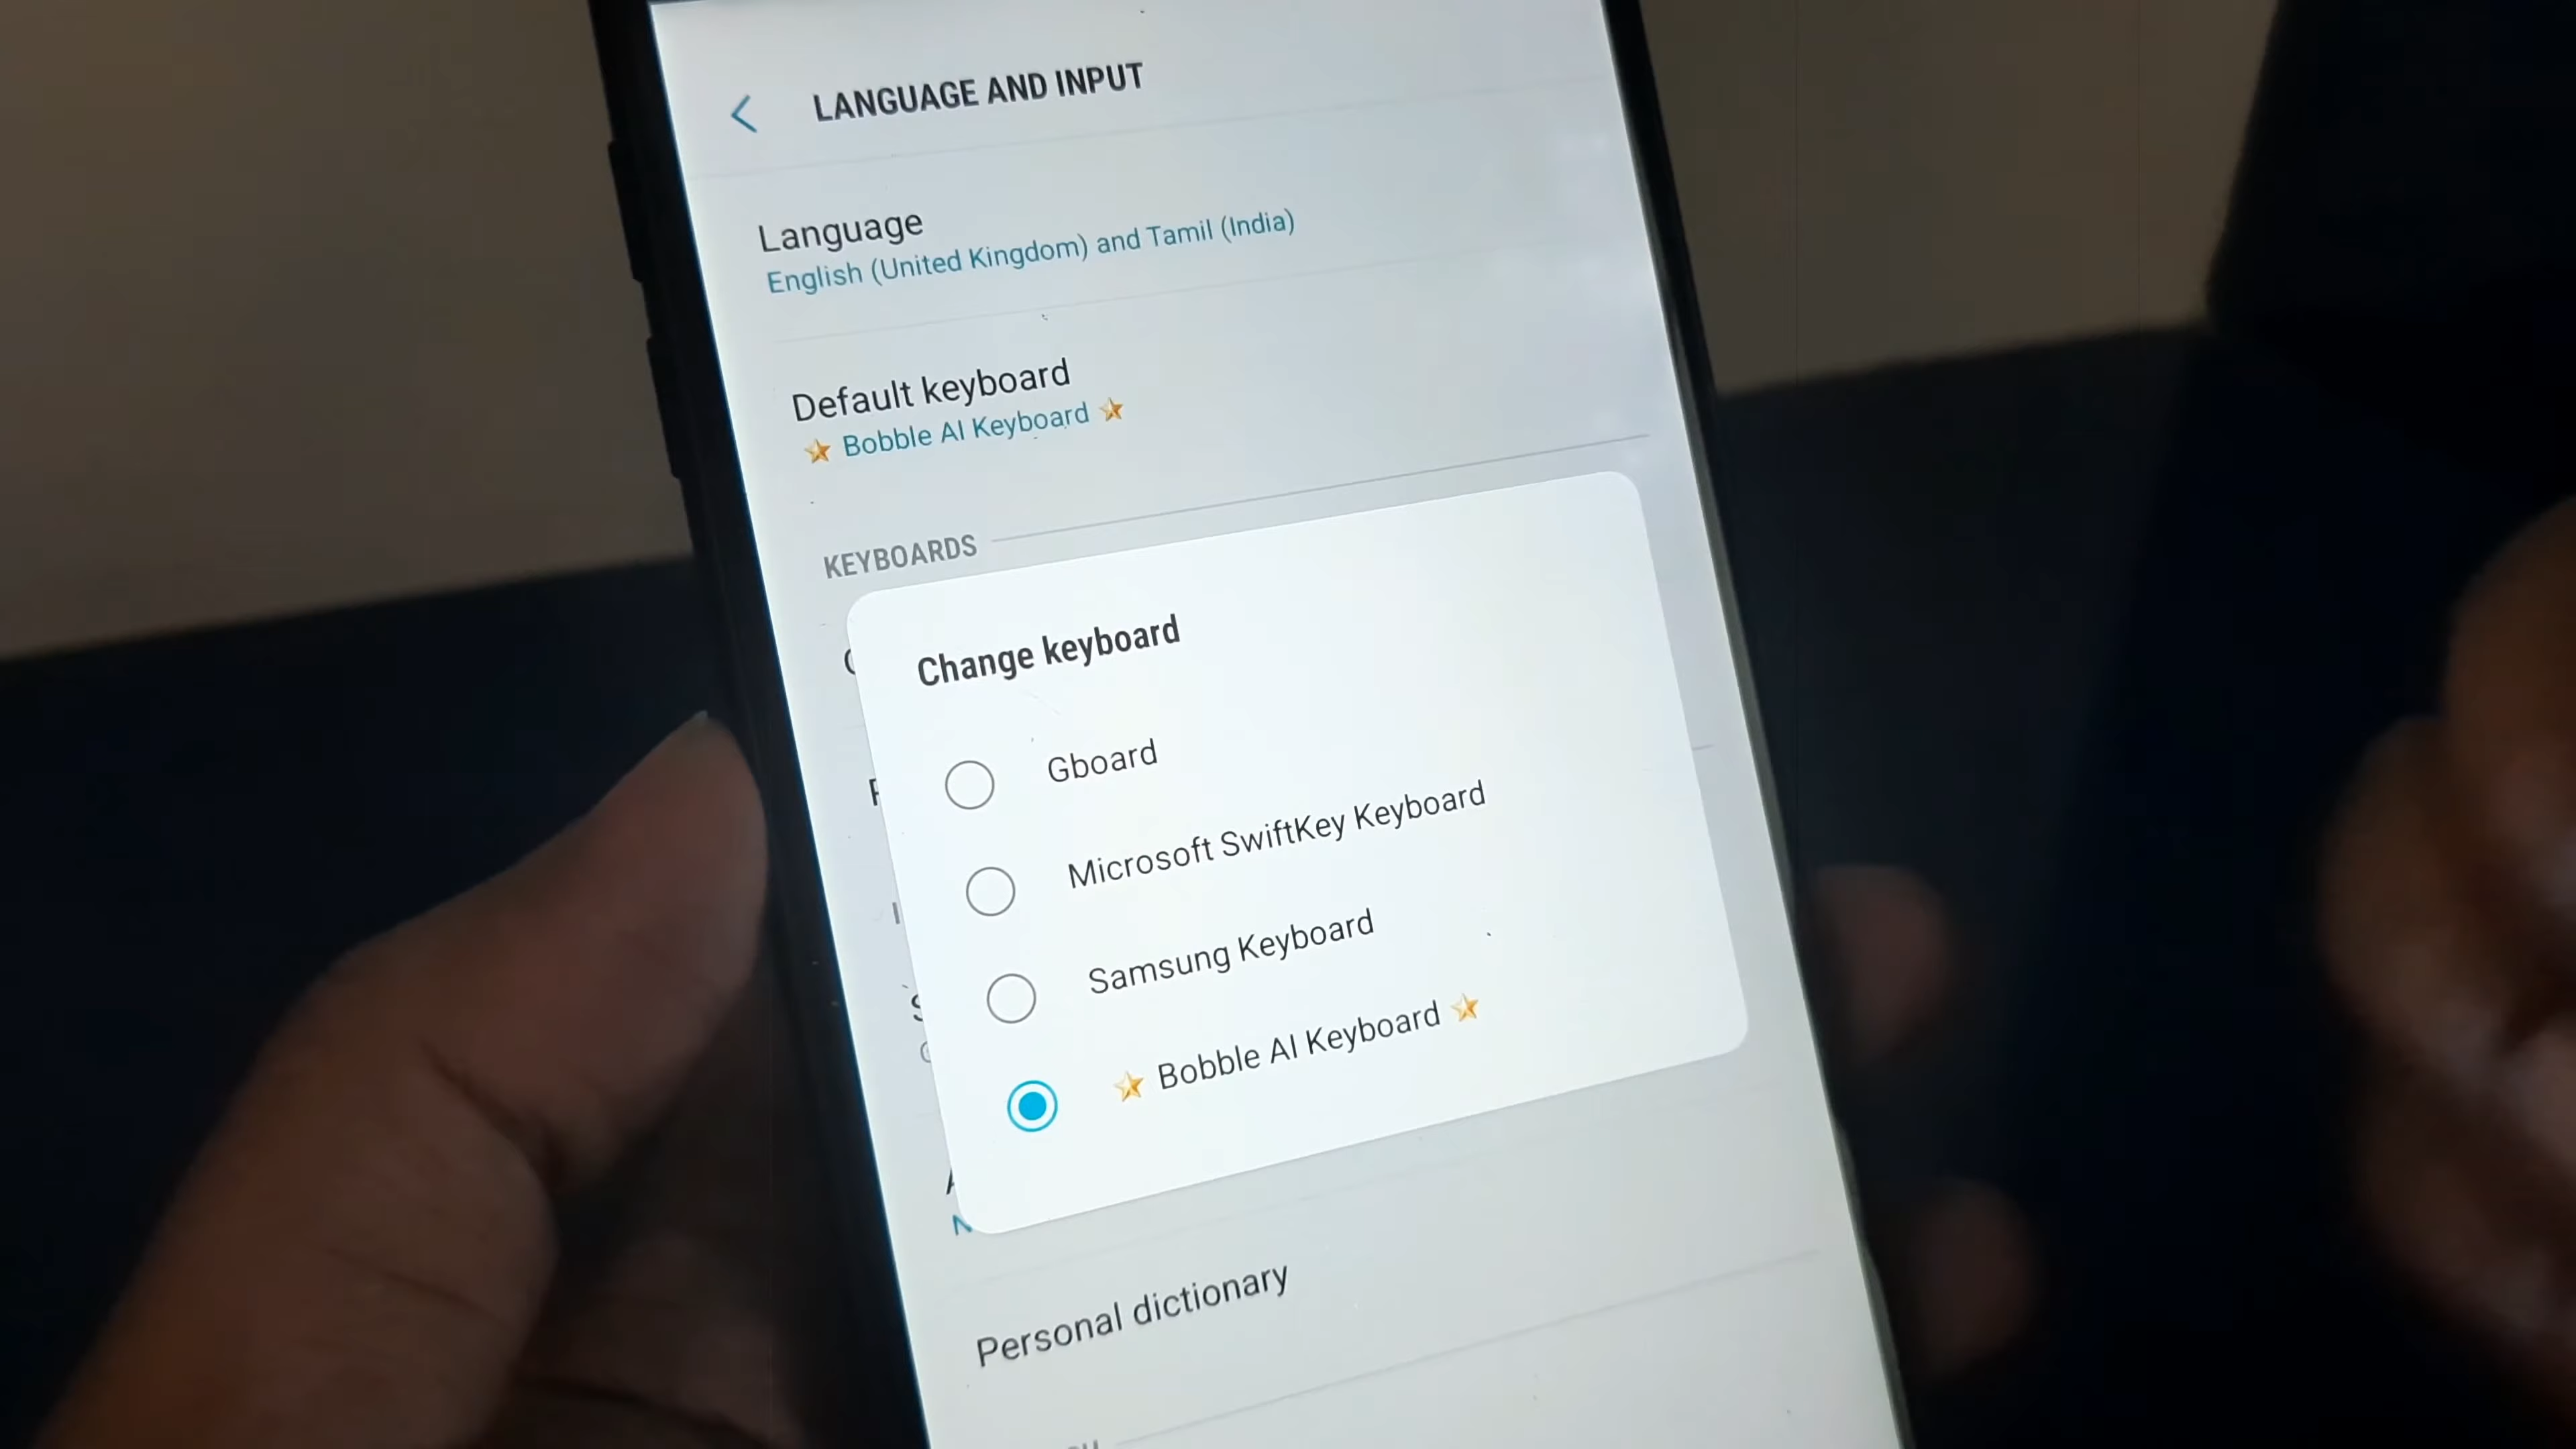 LANGUAGE AND INPUT
Language
English (United Kingdom) and Tamil (India)
Default keyboard
⭐ Bobble AI Keyboard ⭐
KEYBOARDS
Change keyboard
Gboard
Microsoft SwiftKey Keyboard
Samsung Keyboard
⭐ Bobble AI Keyboard ⭐
Personal dictionary